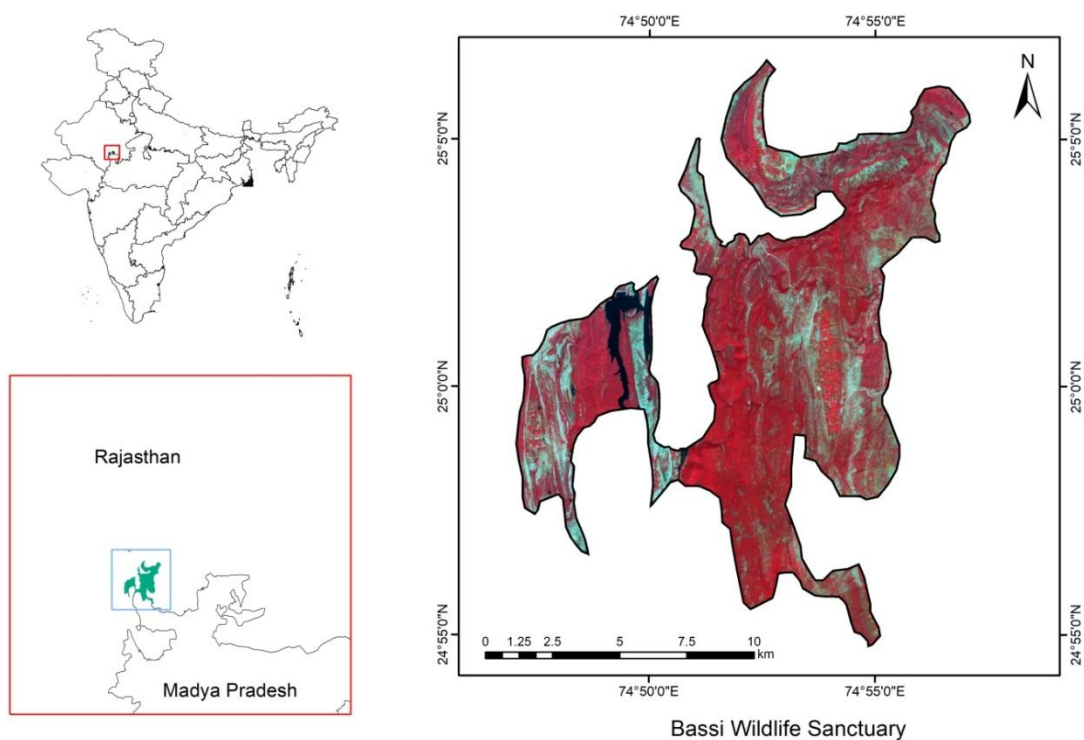 74°50'0"E 74°55'0"E
N
25°5'0"N 25°5'0"N
25°0'0"N 25°0'0"N
24°55'0"N 24°55'0"N
Rajasthan
Madya Pradesh
0 1.25 2.5 5 7.5 10
km
74°50'0"E 74°55'0"E
Bassi Wildlife Sanctuary